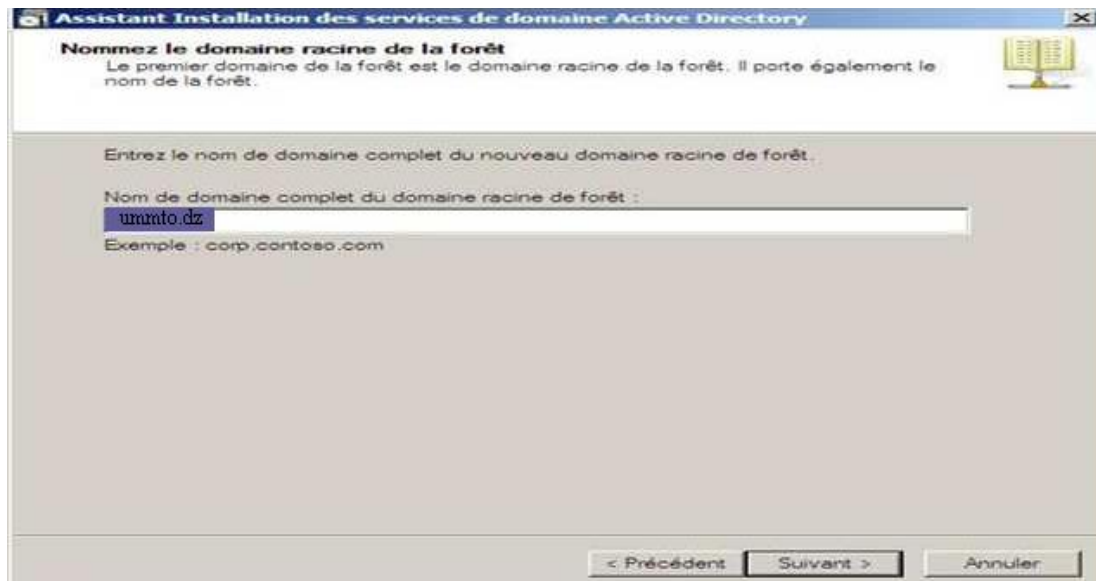 Assistant Installation des services de domaine Active Directory
Nommez le domaine racine de la forêt
Le premier domaine de la forêt est le domaine racine de la forêt. Il porte également le
nom de la forêt.
Entrez le nom de domaine complet du nouveau domaine racine de forêt.
Nom de domaine complet du domaine racine de forêt :
ummto.dz
Exemple : corp.contoso.com
< Précédent Suivant > Annuler